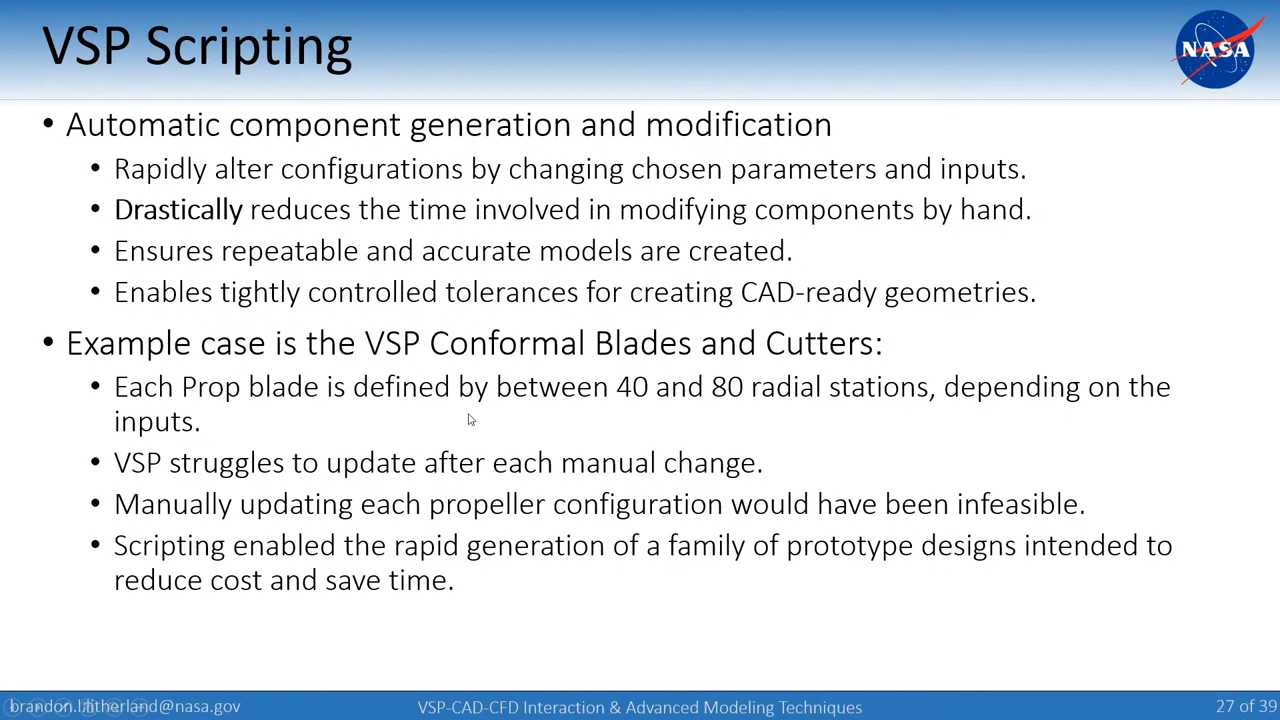 VSP Scripting
NASA
• Automatic component generation and modification
• Rapidly alter configurations by changing chosen parameters and inputs.
• Drastically reduces the time involved in modifying components by hand.
• Ensures repeatable and accurate models are created.
• Enables tightly controlled tolerances for creating CAD-ready geometries.
• Example case is the VSP Conformal Blades and Cutters:
• Each Prop blade is defined by between 40 and 80 radial stations, depending on the
inputs.
• VSP struggles to update after each manual change.
• Manually updating each propeller configuration would have been infeasible.
• Scripting enabled the rapid generation of a family of prototype designs intended to
reduce cost and save time.
brandon.l.litherland@nasa.gov
VSP-CAD-CFD Interaction & Advanced Modeling Techniques
27 of 39